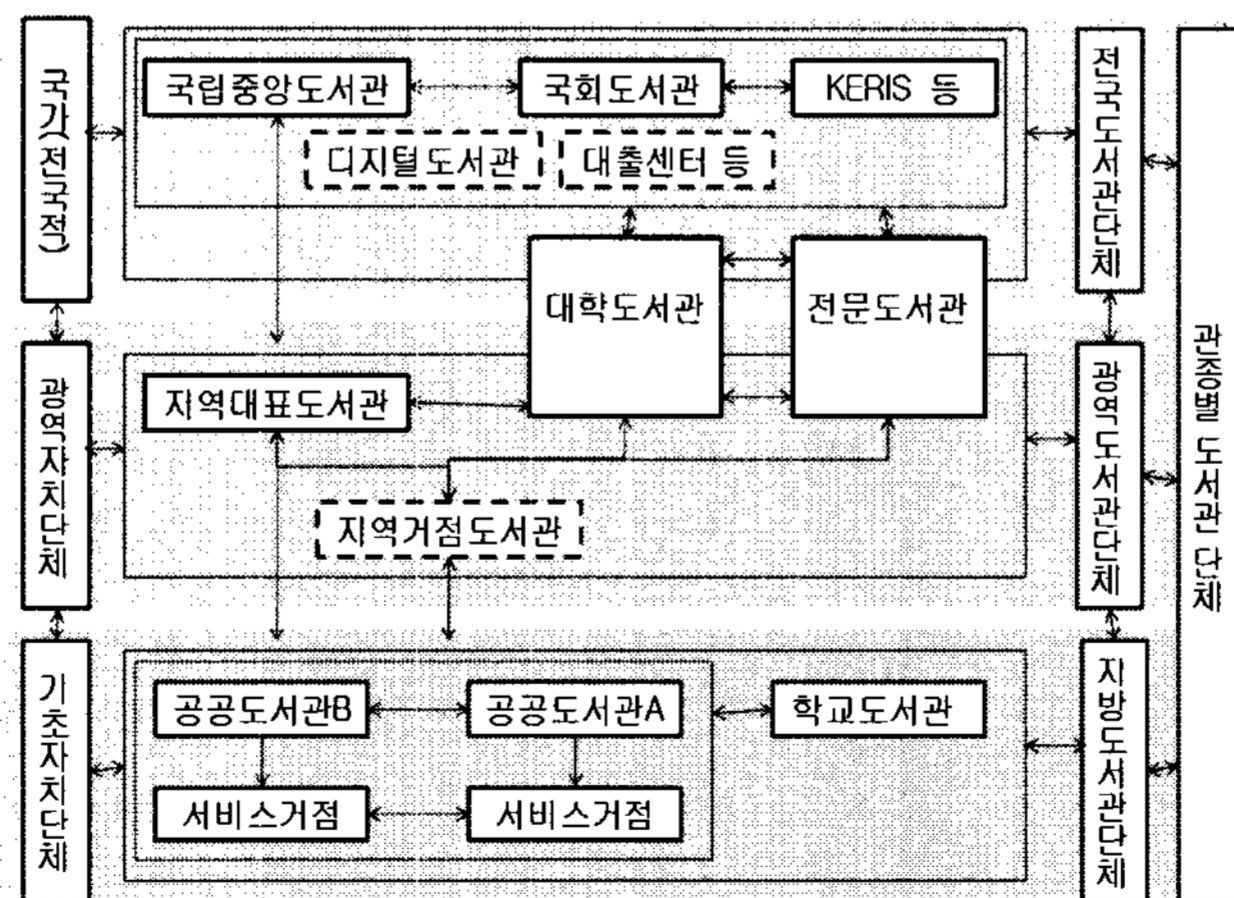 국가(전국적)
국립중앙도서관
국회도서관
KERIS 등
디지털도서관
대출센터 등
대학도서관
전문도서관
전국도서관단체
관종별 도서관 단체
광역자치단체
지역대표도서관
지역거점도서관
광역도서관단체
기초자치단체
공공도서관B
공공도서관A
학교도서관
서비스거점
서비스거점
지방도서관단체